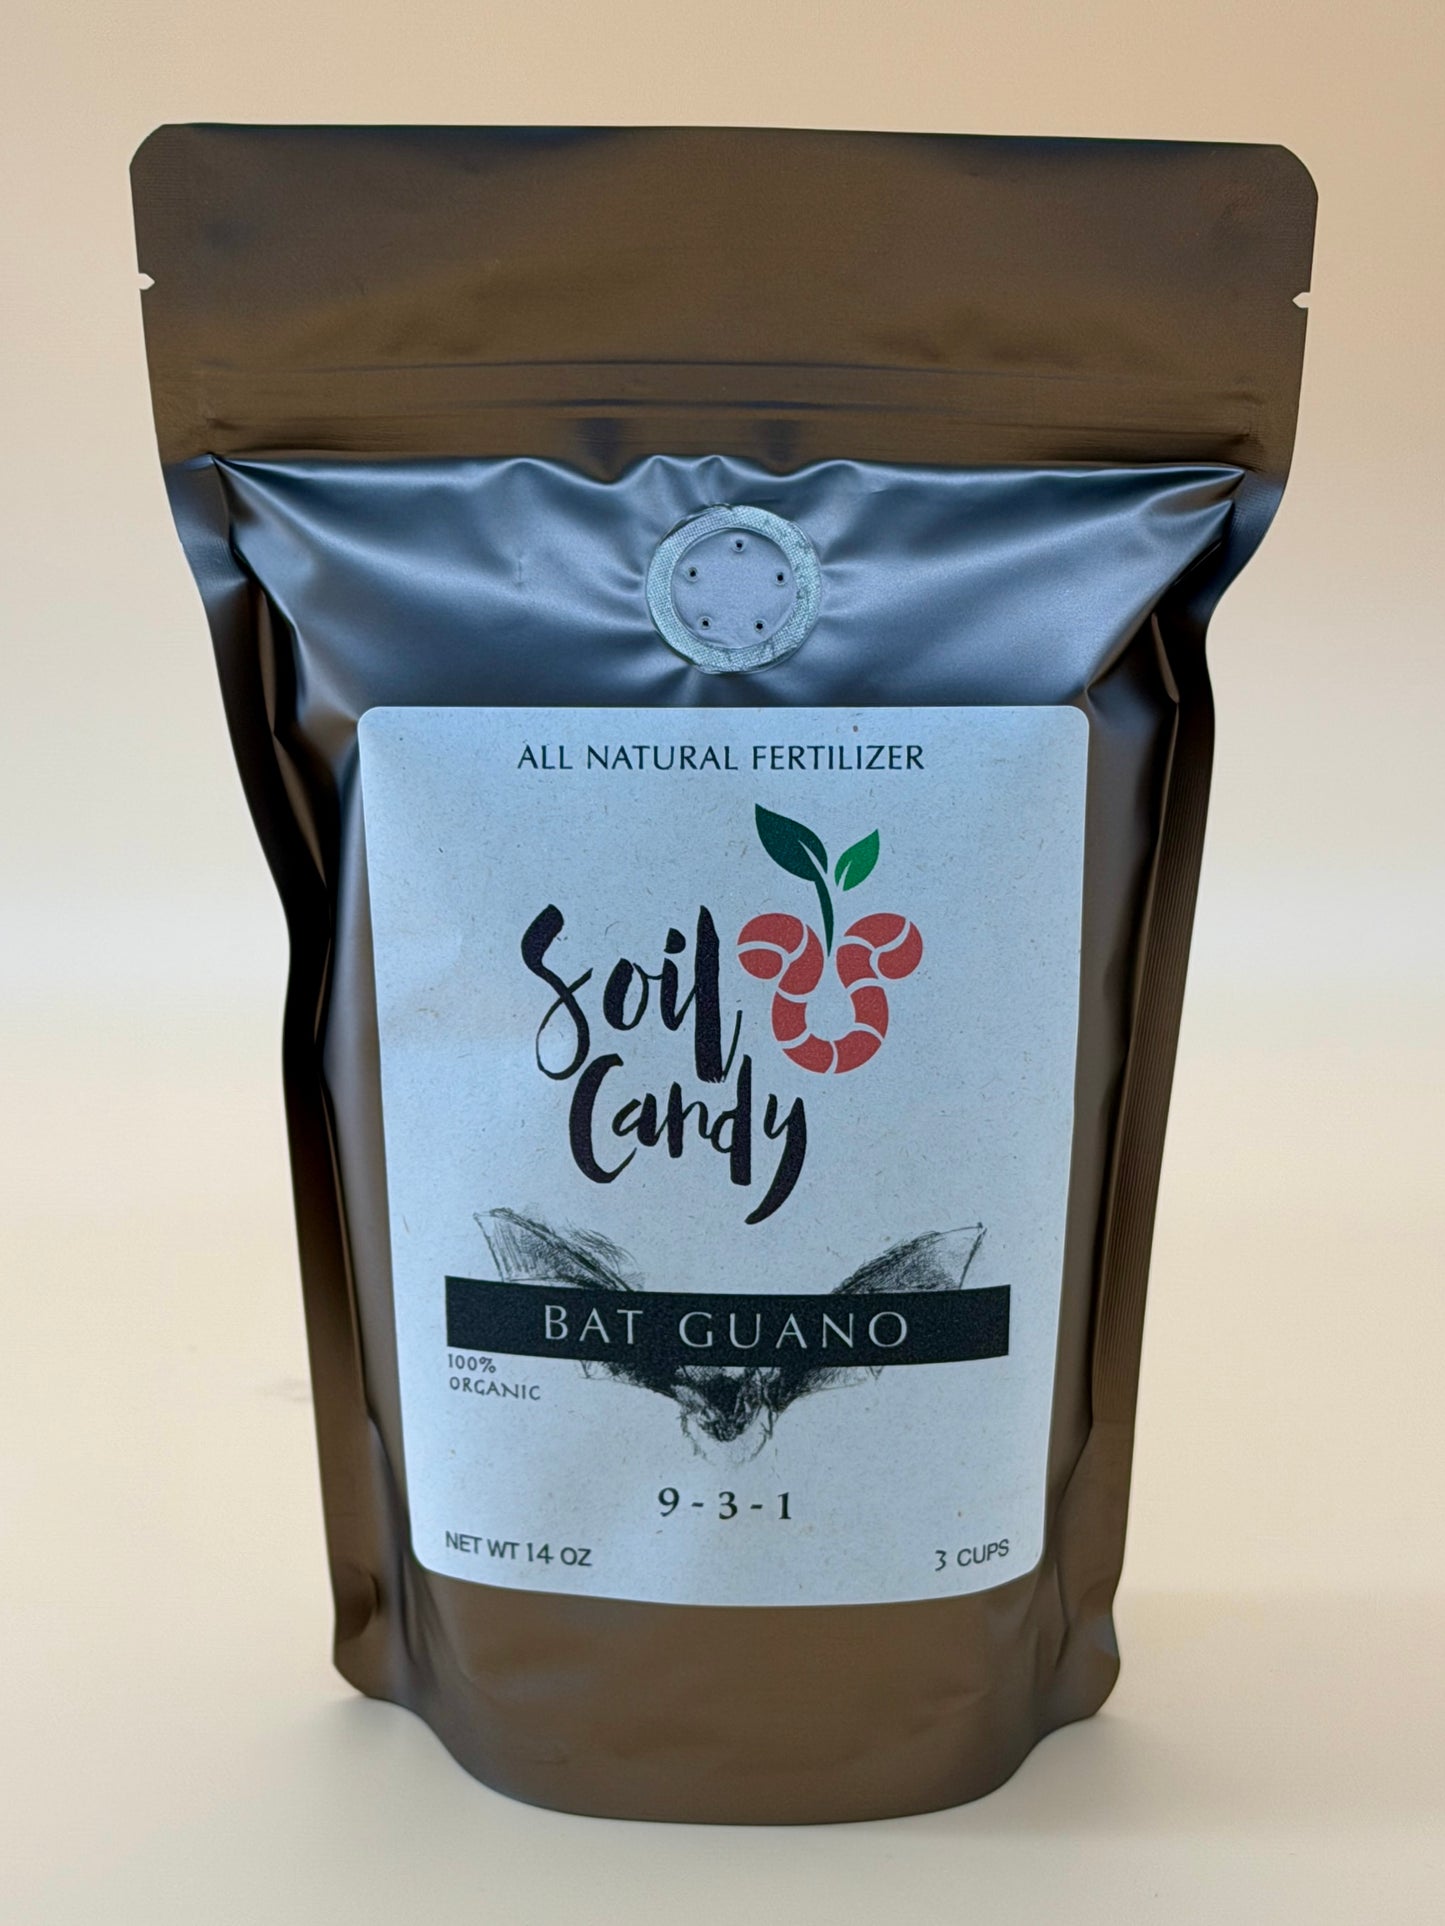 ALL NATURAL FERTILIZER
Soil
Candy
BAT GUANO
100%
ORGANIC
9-3-1
NET WT 14 OZ
3 CUPS